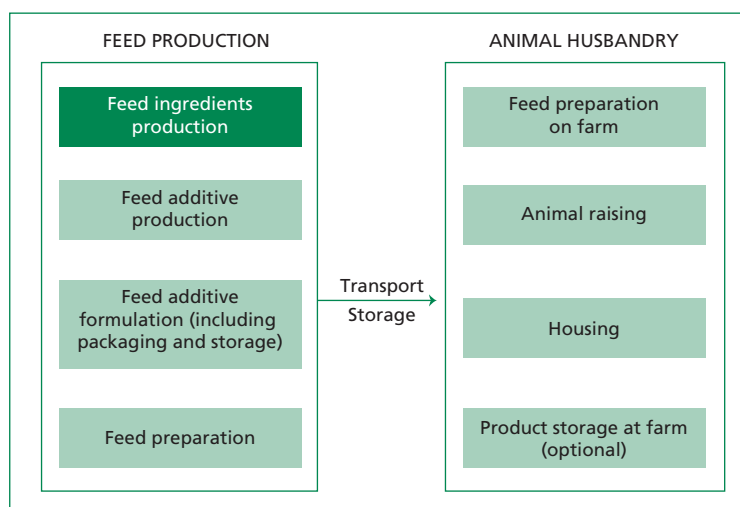 FEED PRODUCTION
Feed ingredients
production
Feed additive
production
Feed additive
formulation (including
packaging and storage)
Feed preparation
Transport
Storage
ANIMAL HUSBANDRY
Feed preparation
on farm
Animal raising
Housing
Product storage at farm
(optional)